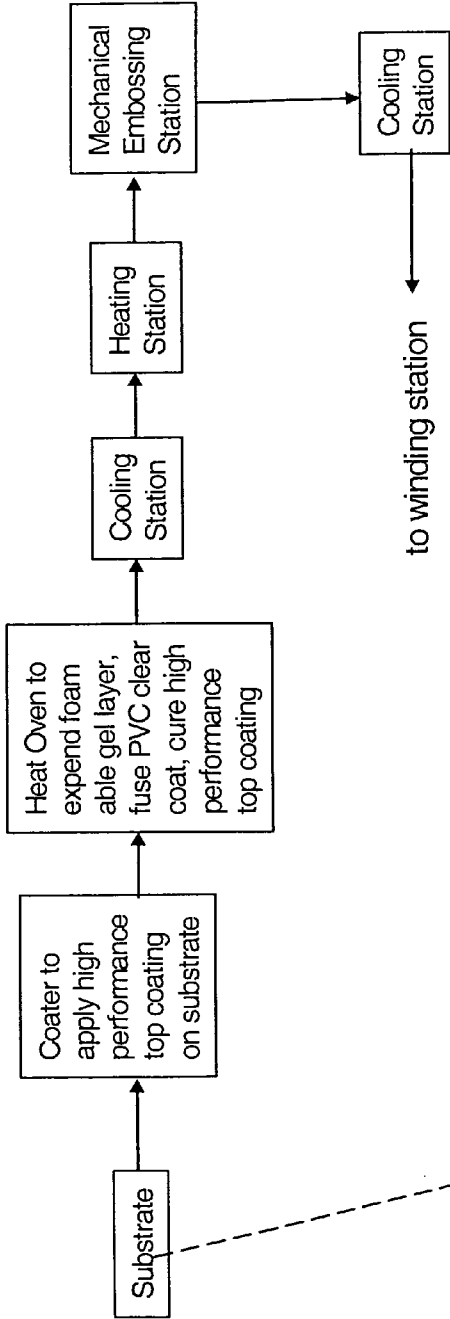 Substrate
Coater to
apply high
performance
top coating
on substrate
Heat Oven to
expend foam
able gel layer,
fuse PVC clear
coat, cure high
performance
top coating
Cooling
Station
Heating
Station
Mechanical
Embossing
Station
Cooling
Station
to winding station